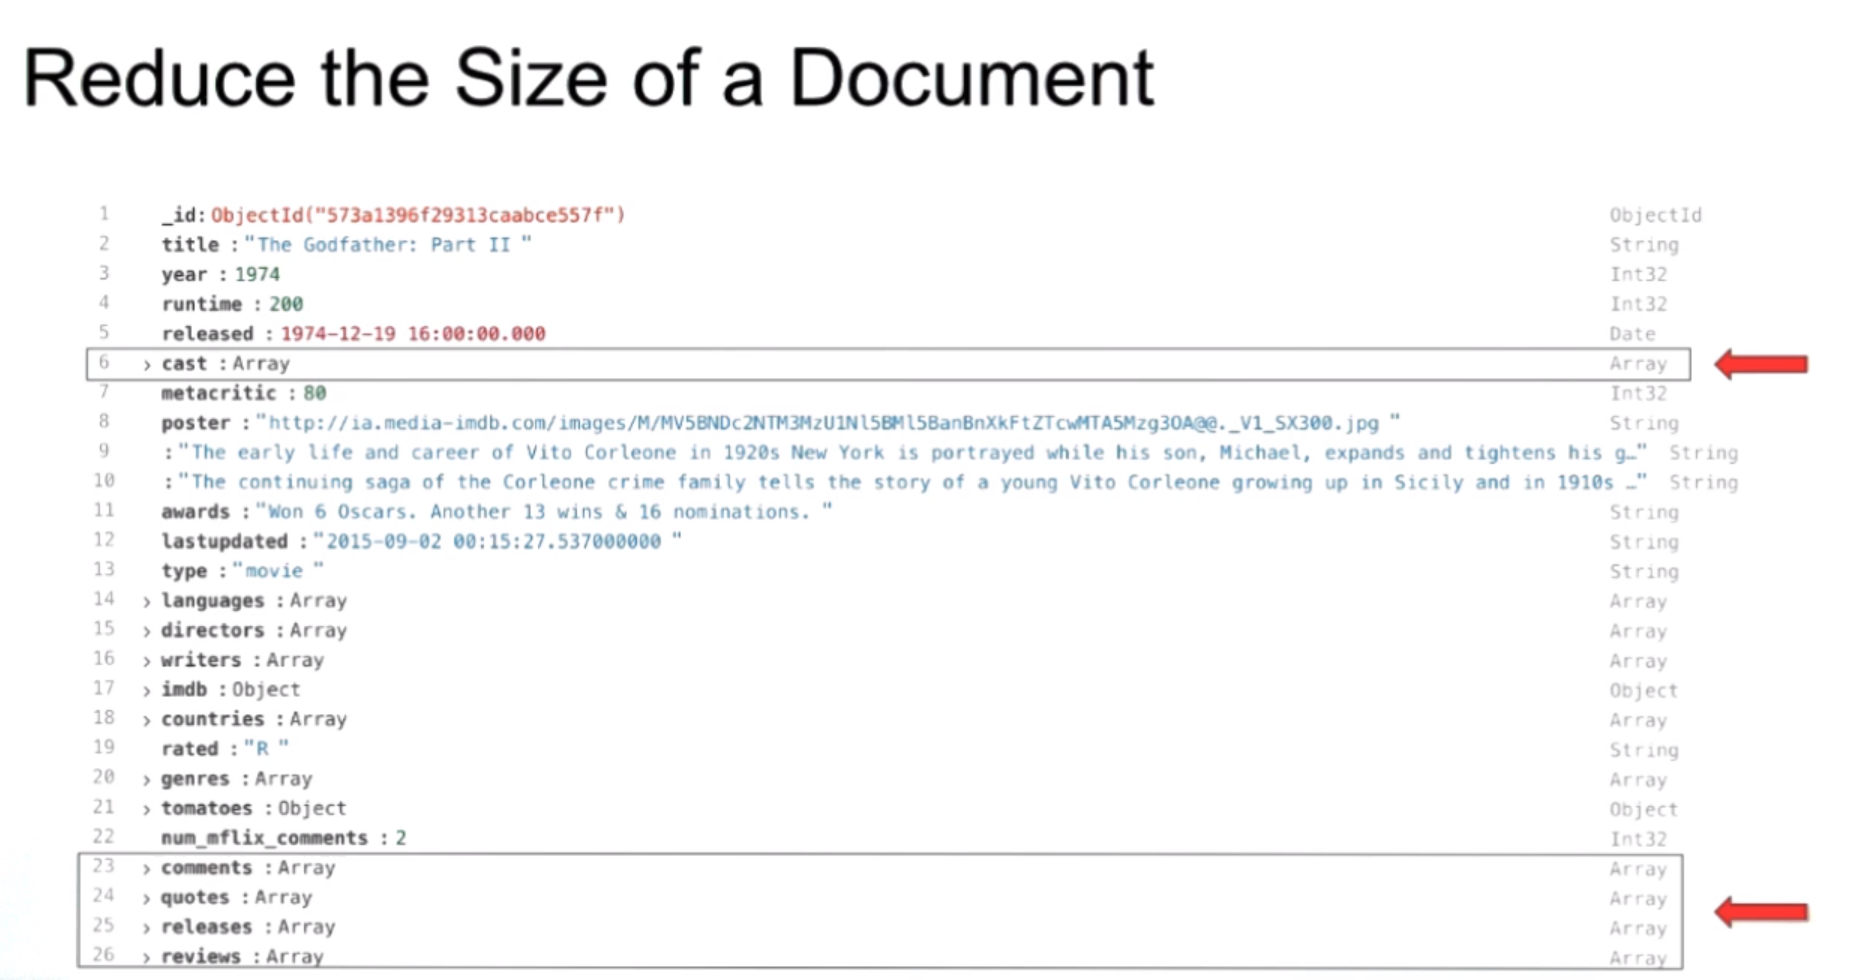 Reduce the Size of a Document
1 _id: ObjectId("573a1396f29313caabce557f") ObjectId
2 title : "The Godfather: Part II " String
3 year : 1974 Int32
4 runtime : 200 Int32
5 released : 1974-12-19 16:00:00.000 Date
6 > cast : Array Array
7 metacritic : 80 Int32
8 poster : "http://ia.media-imdb.com/images/M/MV5BNDc2NTM3MzU1Nl5BMl5BanBnXkFtZTcwMTA5Mzg3OA@@._V1_SX300.jpg " String
9 : "The early life and career of Vito Corleone in 1920s New York is portrayed while his son, Michael, expands and tightens his g…" String
10 : "The continuing saga of the Corleone crime family tells the story of a young Vito Corleone growing up in Sicily and in 1910s …" String
11 awards : "Won 6 Oscars. Another 13 wins & 16 nominations. " String
12 lastupdated : "2015-09-02 00:15:27.537000000 " String
13 type : "movie " String
14 > languages : Array Array
15 > directors : Array Array
16 > writers : Array Array
17 > imdb : Object Object
18 > countries : Array Array
19 rated : "R " String
20 > genres : Array Array
21 > tomatoes : Object Object
22 num_mflix_comments : 2 Int32
23 > comments : Array Array
24 > quotes : Array Array
25 > releases : Array Array
26 > reviews : Array Array